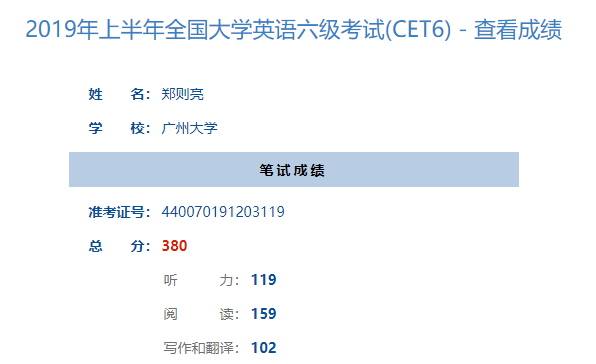 2019年上半年全国大学英语六级考试(CET6) - 查看成绩
姓 名： 郑则亮
学 校： 广州大学
笔试成绩
准考证号： 440070191203119
总 分： 380
听 力： 119
阅 读： 159
写作和翻译： 102